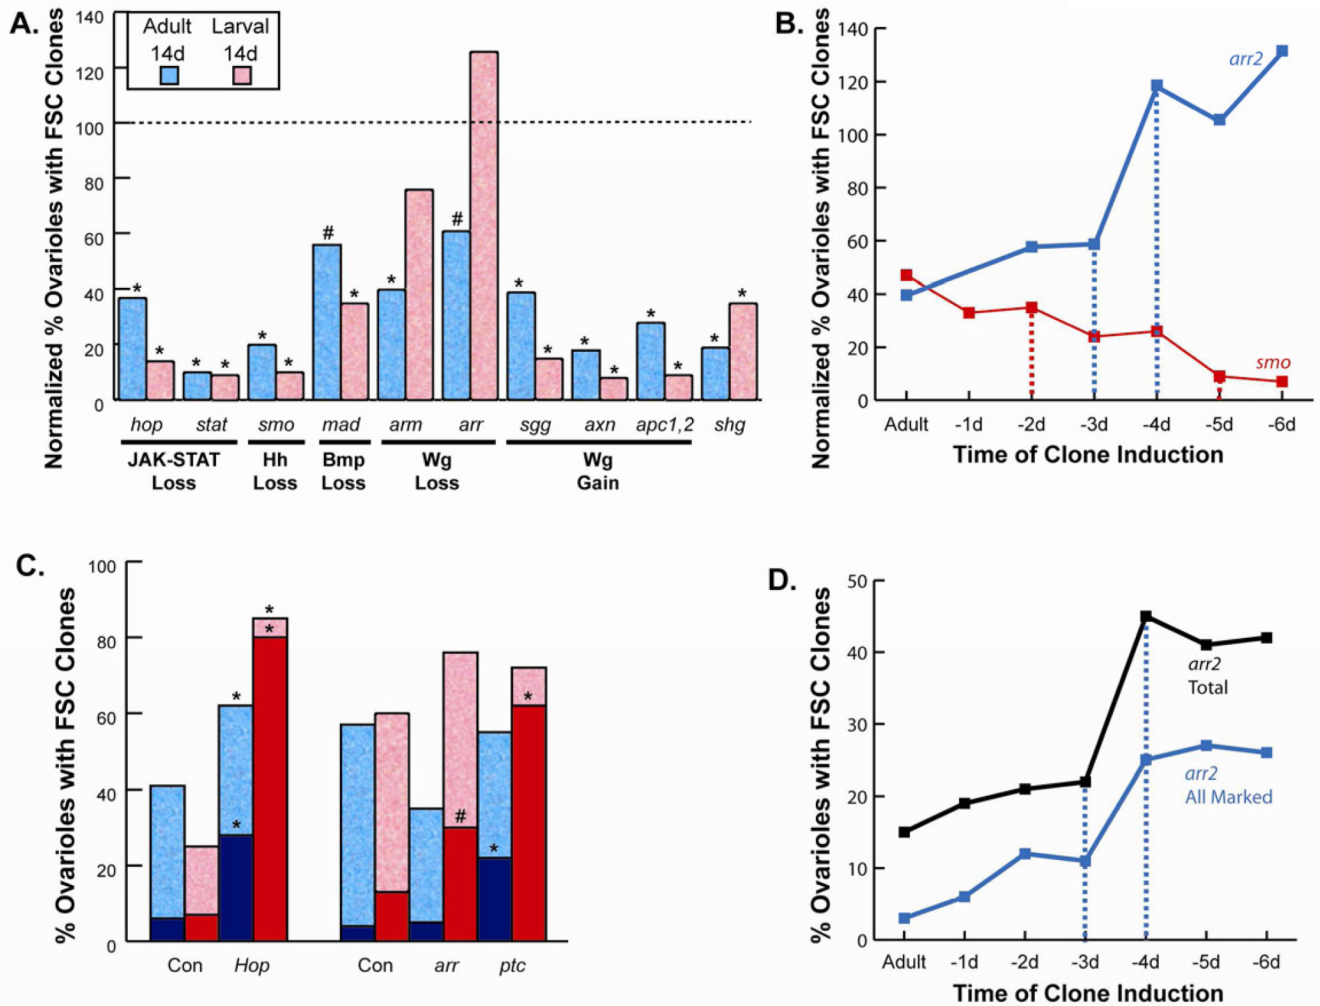 A.
Normalized % Ovarioles with FSC Clones
140
120
100
80
60
40
20
0
Adult Larval
14d 14d
* * * * * * # * * # * * * * * * * *
hop stat smo mad arm arr sgg axn apc1,2 shg
JAK-STAT Hh Bmp Wg Wg
Loss Loss Loss Loss Gain
B.
Normalized % Ovarioles with FSC Clones
140
120
100
80
60
40
20
0
arr2
smo
Adult -1d -2d -3d -4d -5d -6d
Time of Clone Induction
C.
% Ovarioles with FSC Clones
100
80
60
40
20
0
* * * * # * *
Con Hop Con arr ptc
D.
% Ovarioles with FSC Clones
50
40
30
20
10
0
arr2
Total
arr2
All Marked
Adult -1d -2d -3d -4d -5d -6d
Time of Clone Induction